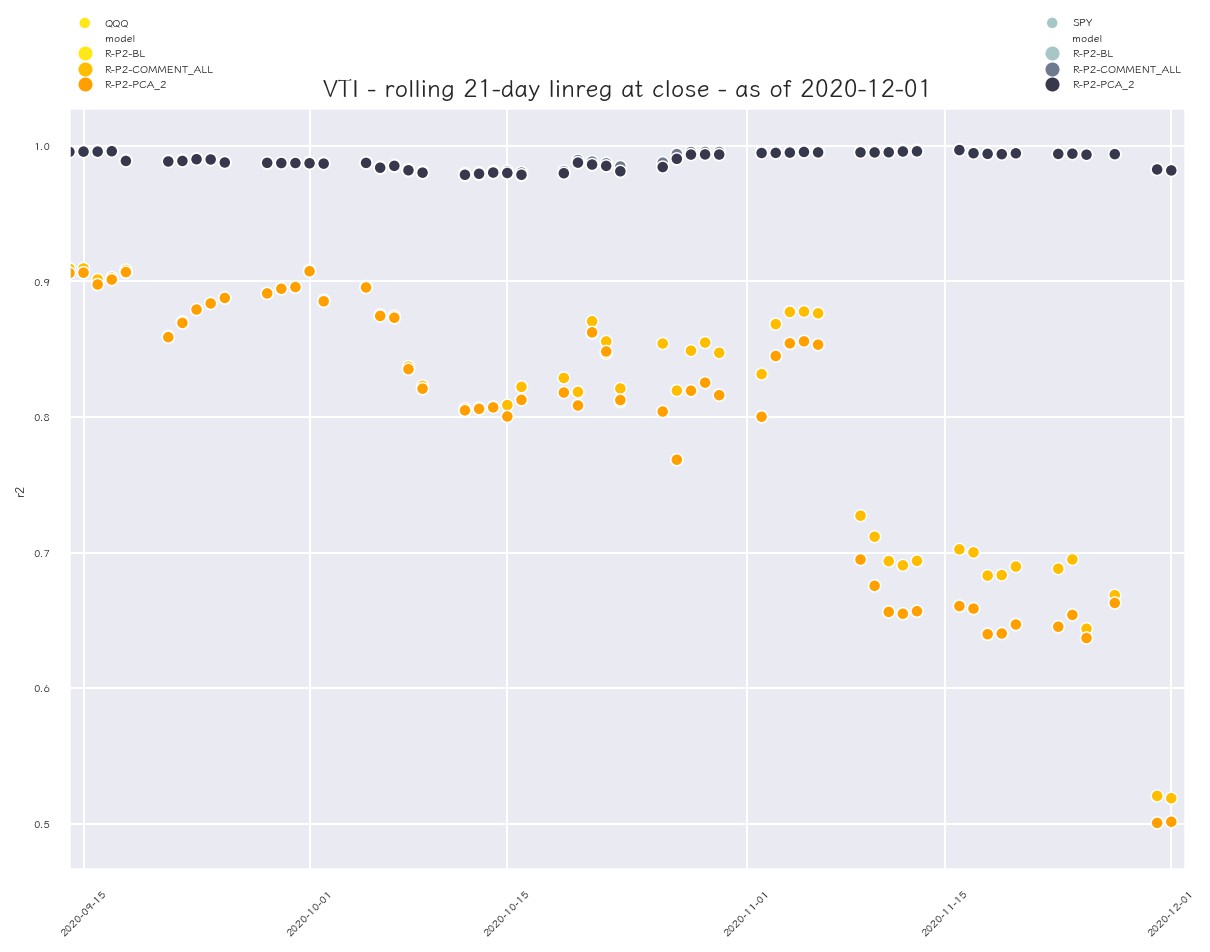 QQQ
model
R-P2-BL
R-P2-COMMENT_ALL
R-P2-PCA_2
SPY
model
R-P2-BL
R-P2-COMMENT_ALL
R-P2-PCA_2
VTI - rolling 21-day linreg at close - as of 2020-12-01
1.0
0.9
0.8
0.7
0.6
0.5
r2
2020-09-15
2020-10-01
2020-10-15
2020-11-01
2020-11-15
2020-12-01